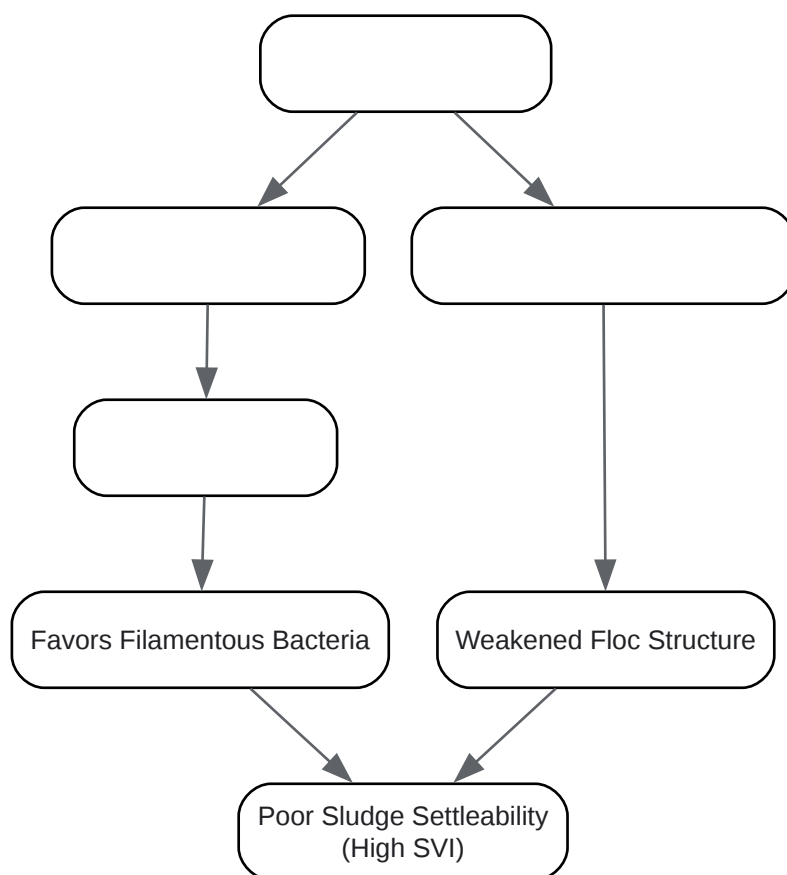 Favors Filamentous Bacteria
Weakened Floc Structure
Poor Sludge Settleability
(High SVI)